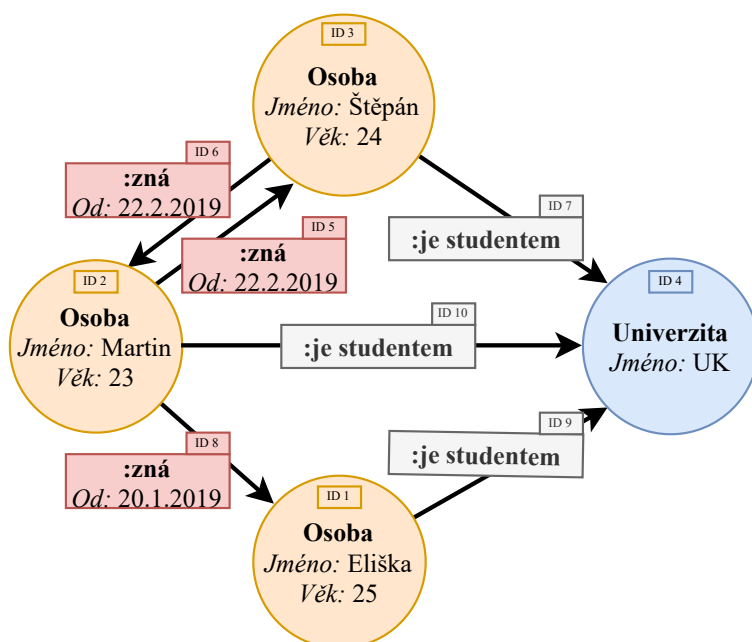 ID 3
Osoba
Jméno: Štěpán
Věk: 24
ID 6
:zná
Od: 22.2.2019
ID 5
:zná
Od: 22.2.2019
ID 7
:je studentem
ID 2
Osoba
Jméno: Martin
Věk: 23
ID 10
:je studentem
ID 4
Univerzita
Jméno: UK
ID 8
:zná
Od: 20.1.2019
ID 9
:je studentem
ID 1
Osoba
Jméno: Eliška
Věk: 25